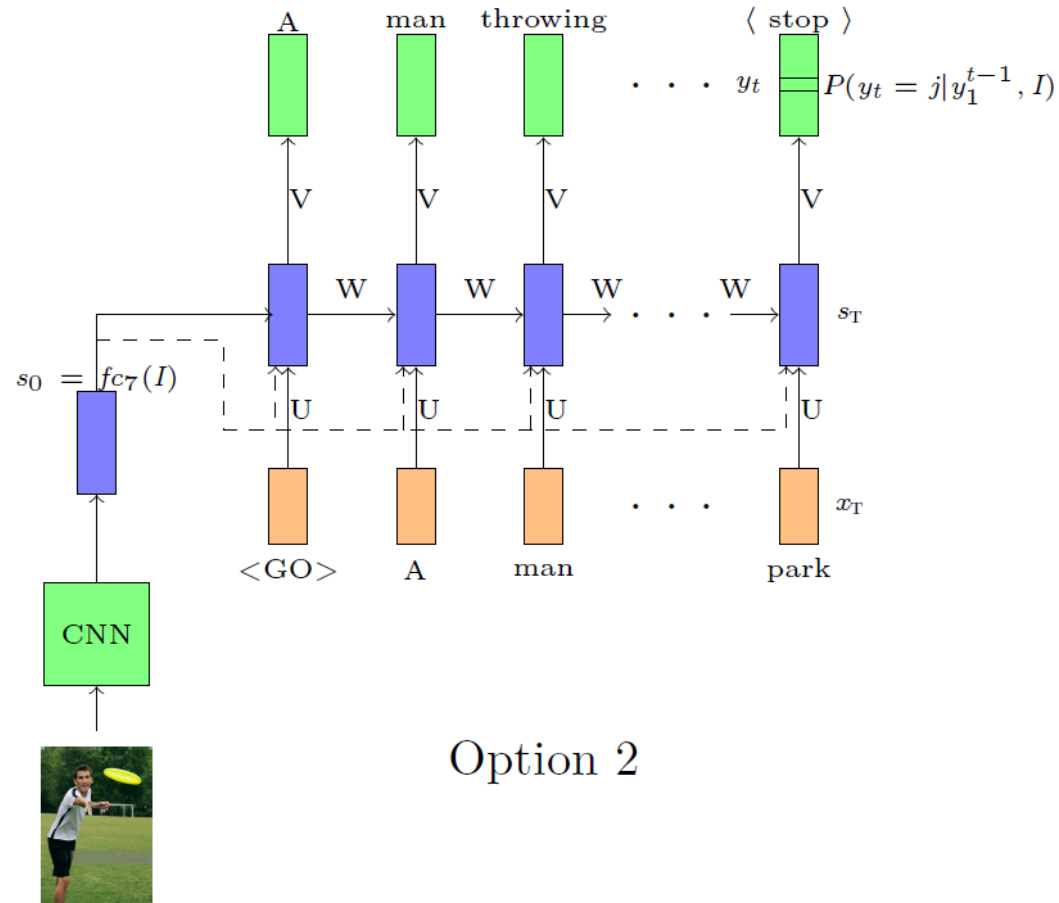 A man throwing ⟨ stop ⟩
· · · y_t P(y_t = j|y_1^{t−1}, I)
V V V V
W W W W
· · · s_T
s_0 = fc_7(I)
U U U U
· · · x_T
<GO> A man park
CNN
Option 2